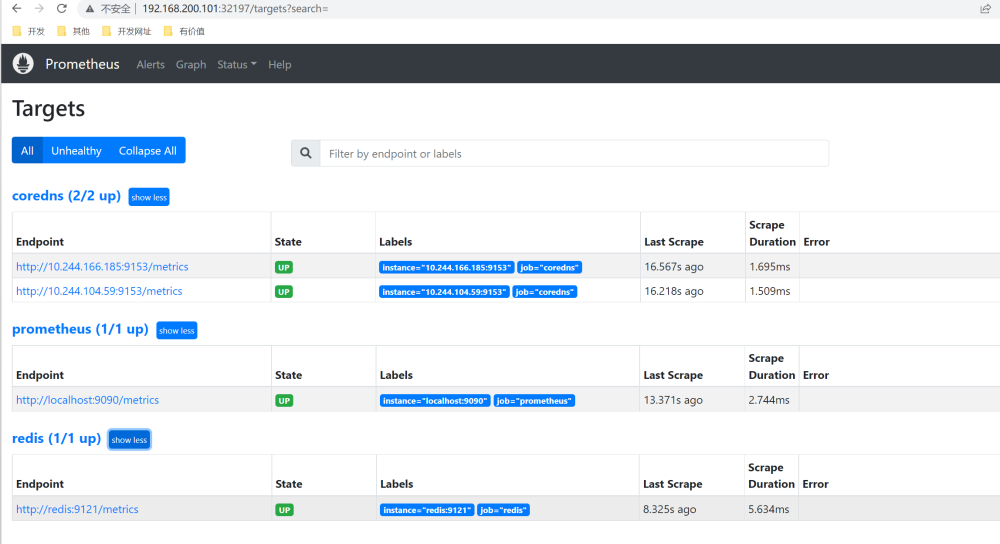 不安全 192.168.200.101:32197/targets?search=
开发 其他 开发网址 有价值
Prometheus Alerts Graph Status Help
Targets
All Unhealthy Collapse All Filter by endpoint or labels
coredns (2/2 up) show less
Endpoint State Labels Last Scrape Scrape Duration Error
http://10.244.166.185:9153/metrics UP instance="10.244.166.185:9153" job="coredns" 16.567s ago 1.695ms
http://10.244.104.59:9153/metrics UP instance="10.244.104.59:9153" job="coredns" 16.218s ago 1.509ms
prometheus (1/1 up) show less
Endpoint State Labels Last Scrape Scrape Duration Error
http://localhost:9090/metrics UP instance="localhost:9090" job="prometheus" 13.371s ago 2.744ms
redis (1/1 up) show less
Endpoint State Labels Last Scrape Scrape Duration Error
http://redis:9121/metrics UP instance="redis:9121" job="redis" 8.325s ago 5.634ms